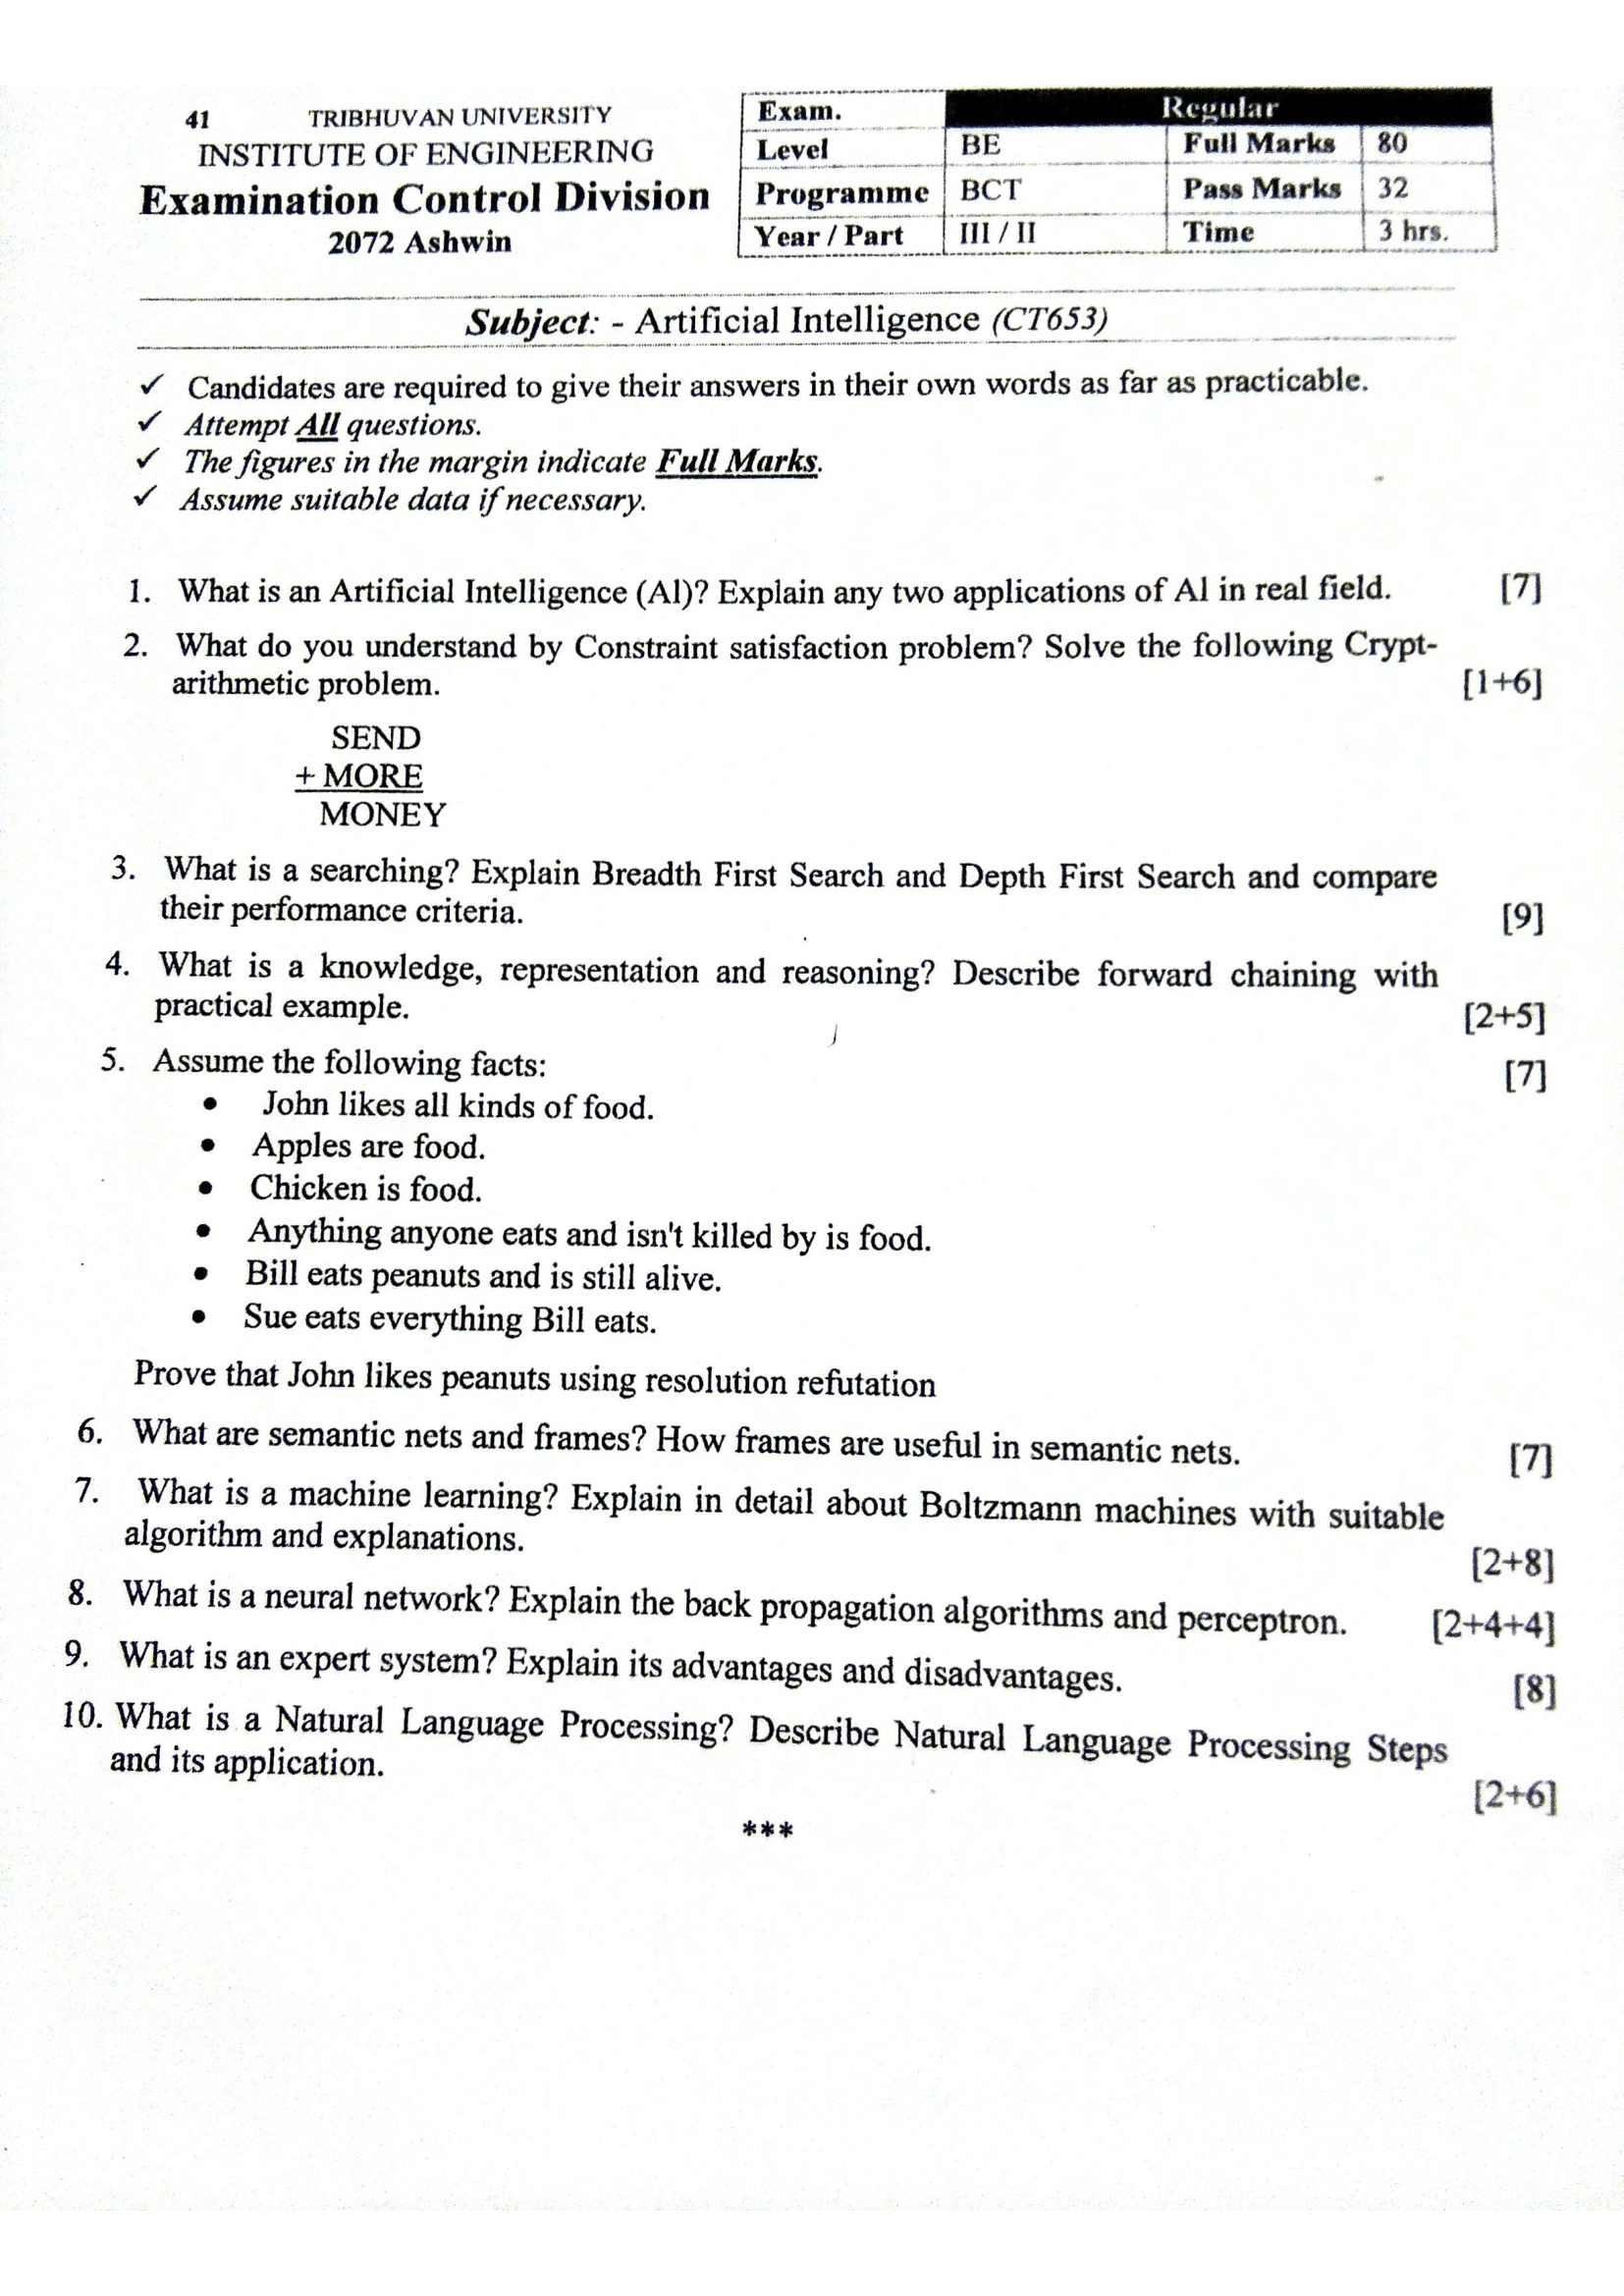 41 TRIBHUVAN UNIVERSITY
INSTITUTE OF ENGINEERING
Examination Control Division
2072 Ashwin
Exam. Regular
Level BE Full Marks 80
Programme BCT Pass Marks 32
Year / Part III / II Time 3 hrs.
Subject: - Artificial Intelligence (CT653)
✓ Candidates are required to give their answers in their own words as far as practicable.
✓ Attempt All questions.
✓ The figures in the margin indicate Full Marks.
✓ Assume suitable data if necessary.
1. What is an Artificial Intelligence (AI)? Explain any two applications of AI in real field. [7]
2. What do you understand by Constraint satisfaction problem? Solve the following Crypt-
arithmetic problem. [1+6]
SEND
+ MORE
MONEY
3. What is a searching? Explain Breadth First Search and Depth First Search and compare
their performance criteria. [9]
4. What is a knowledge, representation and reasoning? Describe forward chaining with
practical example. [2+5]
5. Assume the following facts: [7]
• John likes all kinds of food.
• Apples are food.
• Chicken is food.
• Anything anyone eats and isn't killed by is food.
• Bill eats peanuts and is still alive.
• Sue eats everything Bill eats.
Prove that John likes peanuts using resolution refutation
6. What are semantic nets and frames? How frames are useful in semantic nets. [7]
7. What is a machine learning? Explain in detail about Boltzmann machines with suitable
algorithm and explanations. [2+8]
8. What is a neural network? Explain the back propagation algorithms and perceptron. [2+4+4]
9. What is an expert system? Explain its advantages and disadvantages. [8]
10. What is a Natural Language Processing? Describe Natural Language Processing Steps
and its application. [2+6]
***